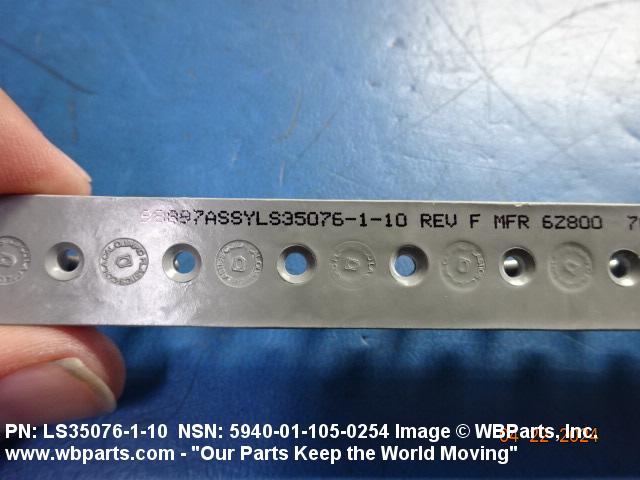 98897ASSYLS35076-1-10 REV F MFR 6Z800
04 22 2024
PN: LS35076-1-10 NSN: 5940-01-105-0254 Image © WBParts, Inc.
www.wbparts.com - "Our Parts Keep the World Moving"